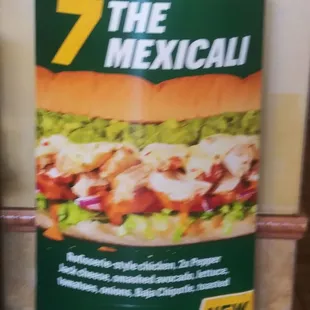 7 THE
MEXICALI
Rotisserie-style chicken, 2x Pepper
Jack cheese, smashed avocado, lettuce,
tomatoes, onions, Baja Chipotle, toasted
NEW